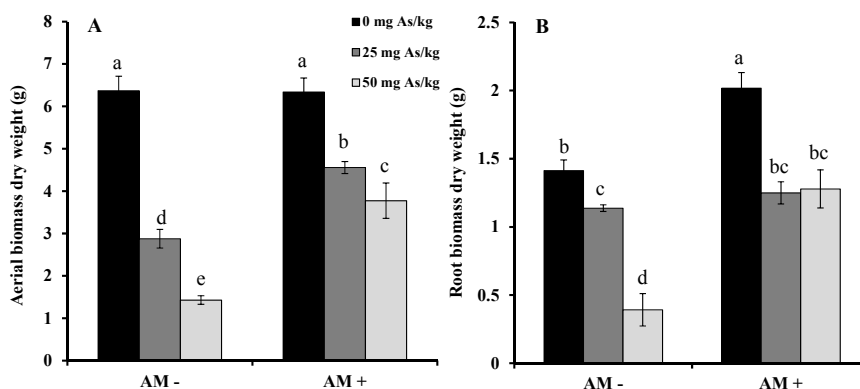 A
0 mg As/kg
25 mg As/kg
50 mg As/kg
Aerial biomass dry weight (g)
8
7
6
5
4
3
2
1
0
a
d
e
a
b
c
AM -
AM +
B
Root biomass dry weight (g)
2.5
2
1.5
1
0.5
0
b
c
d
a
bc
bc
AM -
AM +